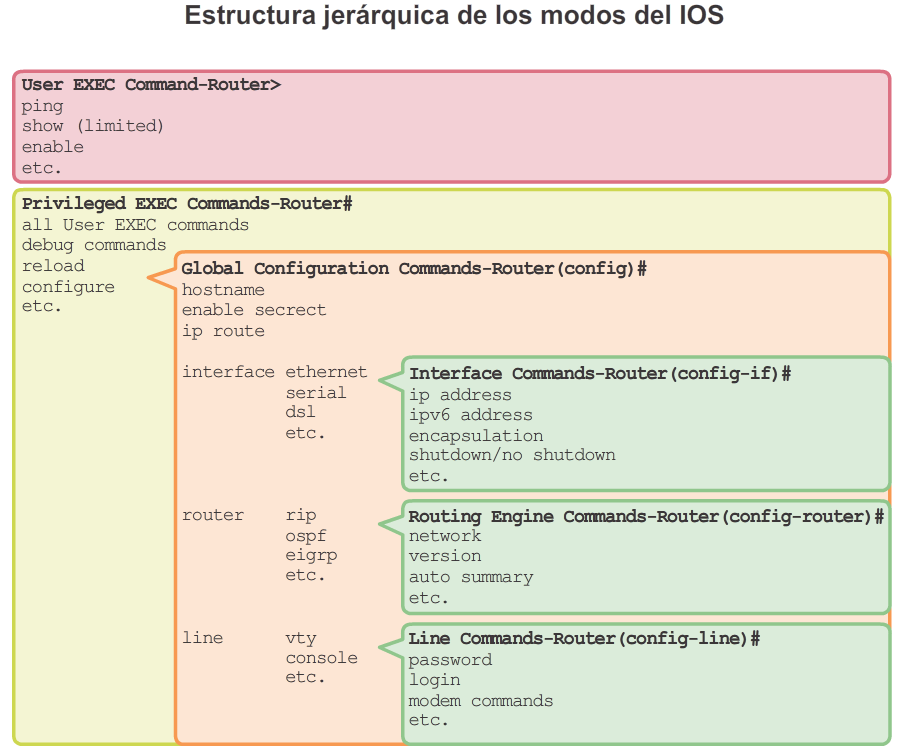 Estructura jerárquica de los modos del IOS
User EXEC Command-Router>
ping
show (limited)
enable
etc.
Privileged EXEC Commands-Router#
all User EXEC commands
debug commands
reload
configure
etc.
Global Configuration Commands-Router(config)#
hostname
enable secrect
ip route
interface ethernet
serial
dsl
etc.
Interface Commands-Router(config-if)#
ip address
ipv6 address
encapsulation
shutdown/no shutdown
etc.
router rip
ospf
eigrp
etc.
Routing Engine Commands-Router(config-router)#
network
version
auto summary
etc.
line vty
console
etc.
Line Commands-Router(config-line)#
password
login
modem commands
etc.